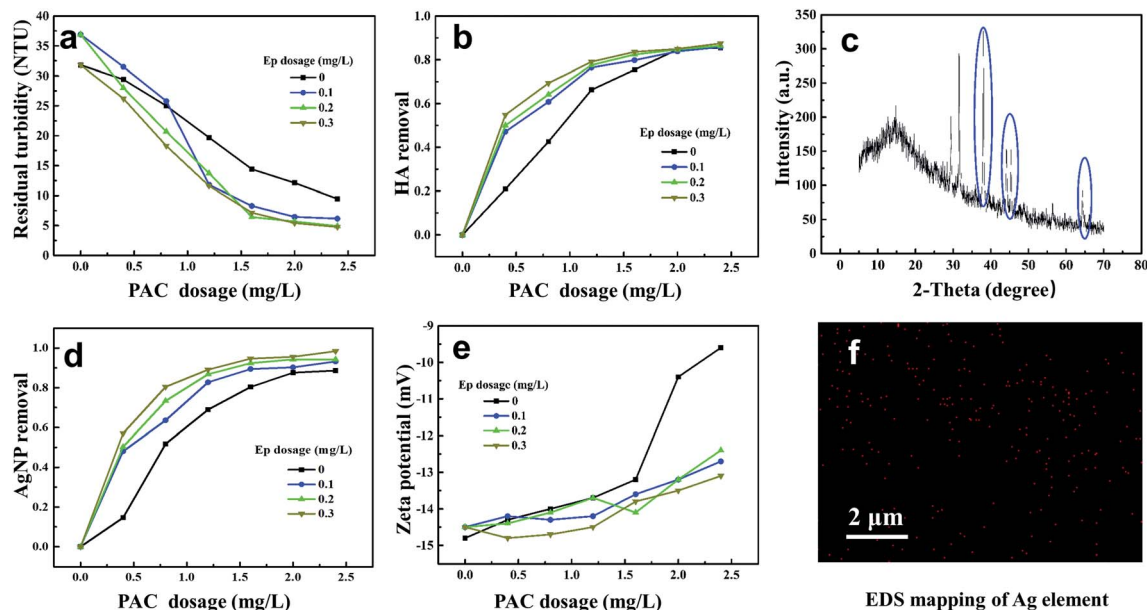 a
Residual turbidity (NTU)
40
35
30
25
20
15
10
5
0
Ep dosage (mg/L)
0
0.1
0.2
0.3
0.0 0.5 1.0 1.5 2.0 2.5
PAC dosage (mg/L)
b
HA removal
1.0
0.8
0.6
0.4
0.2
0.0
Ep dosage (mg/L)
0
0.1
0.2
0.3
0.0 0.5 1.0 1.5 2.0 2.5
PAC dosage (mg/L)
c
Intensity (a.u.)
350
300
250
200
150
100
50
0
0 10 20 30 40 50 60 70 80
2-Theta (degree)
d
AgNP removal
1.0
0.8
0.6
0.4
0.2
0.0
Ep dosage (mg/L)
0
0.1
0.2
0.3
0.0 0.5 1.0 1.5 2.0 2.5
PAC dosage (mg/L)
e
Zeta potential (mV)
-9
-10
-11
-12
-13
-14
-15
Ep dosage (mg/L)
0
0.1
0.2
0.3
0.0 0.5 1.0 1.5 2.0 2.5
PAC dosage (mg/L)
f
2 μm
EDS mapping of Ag element